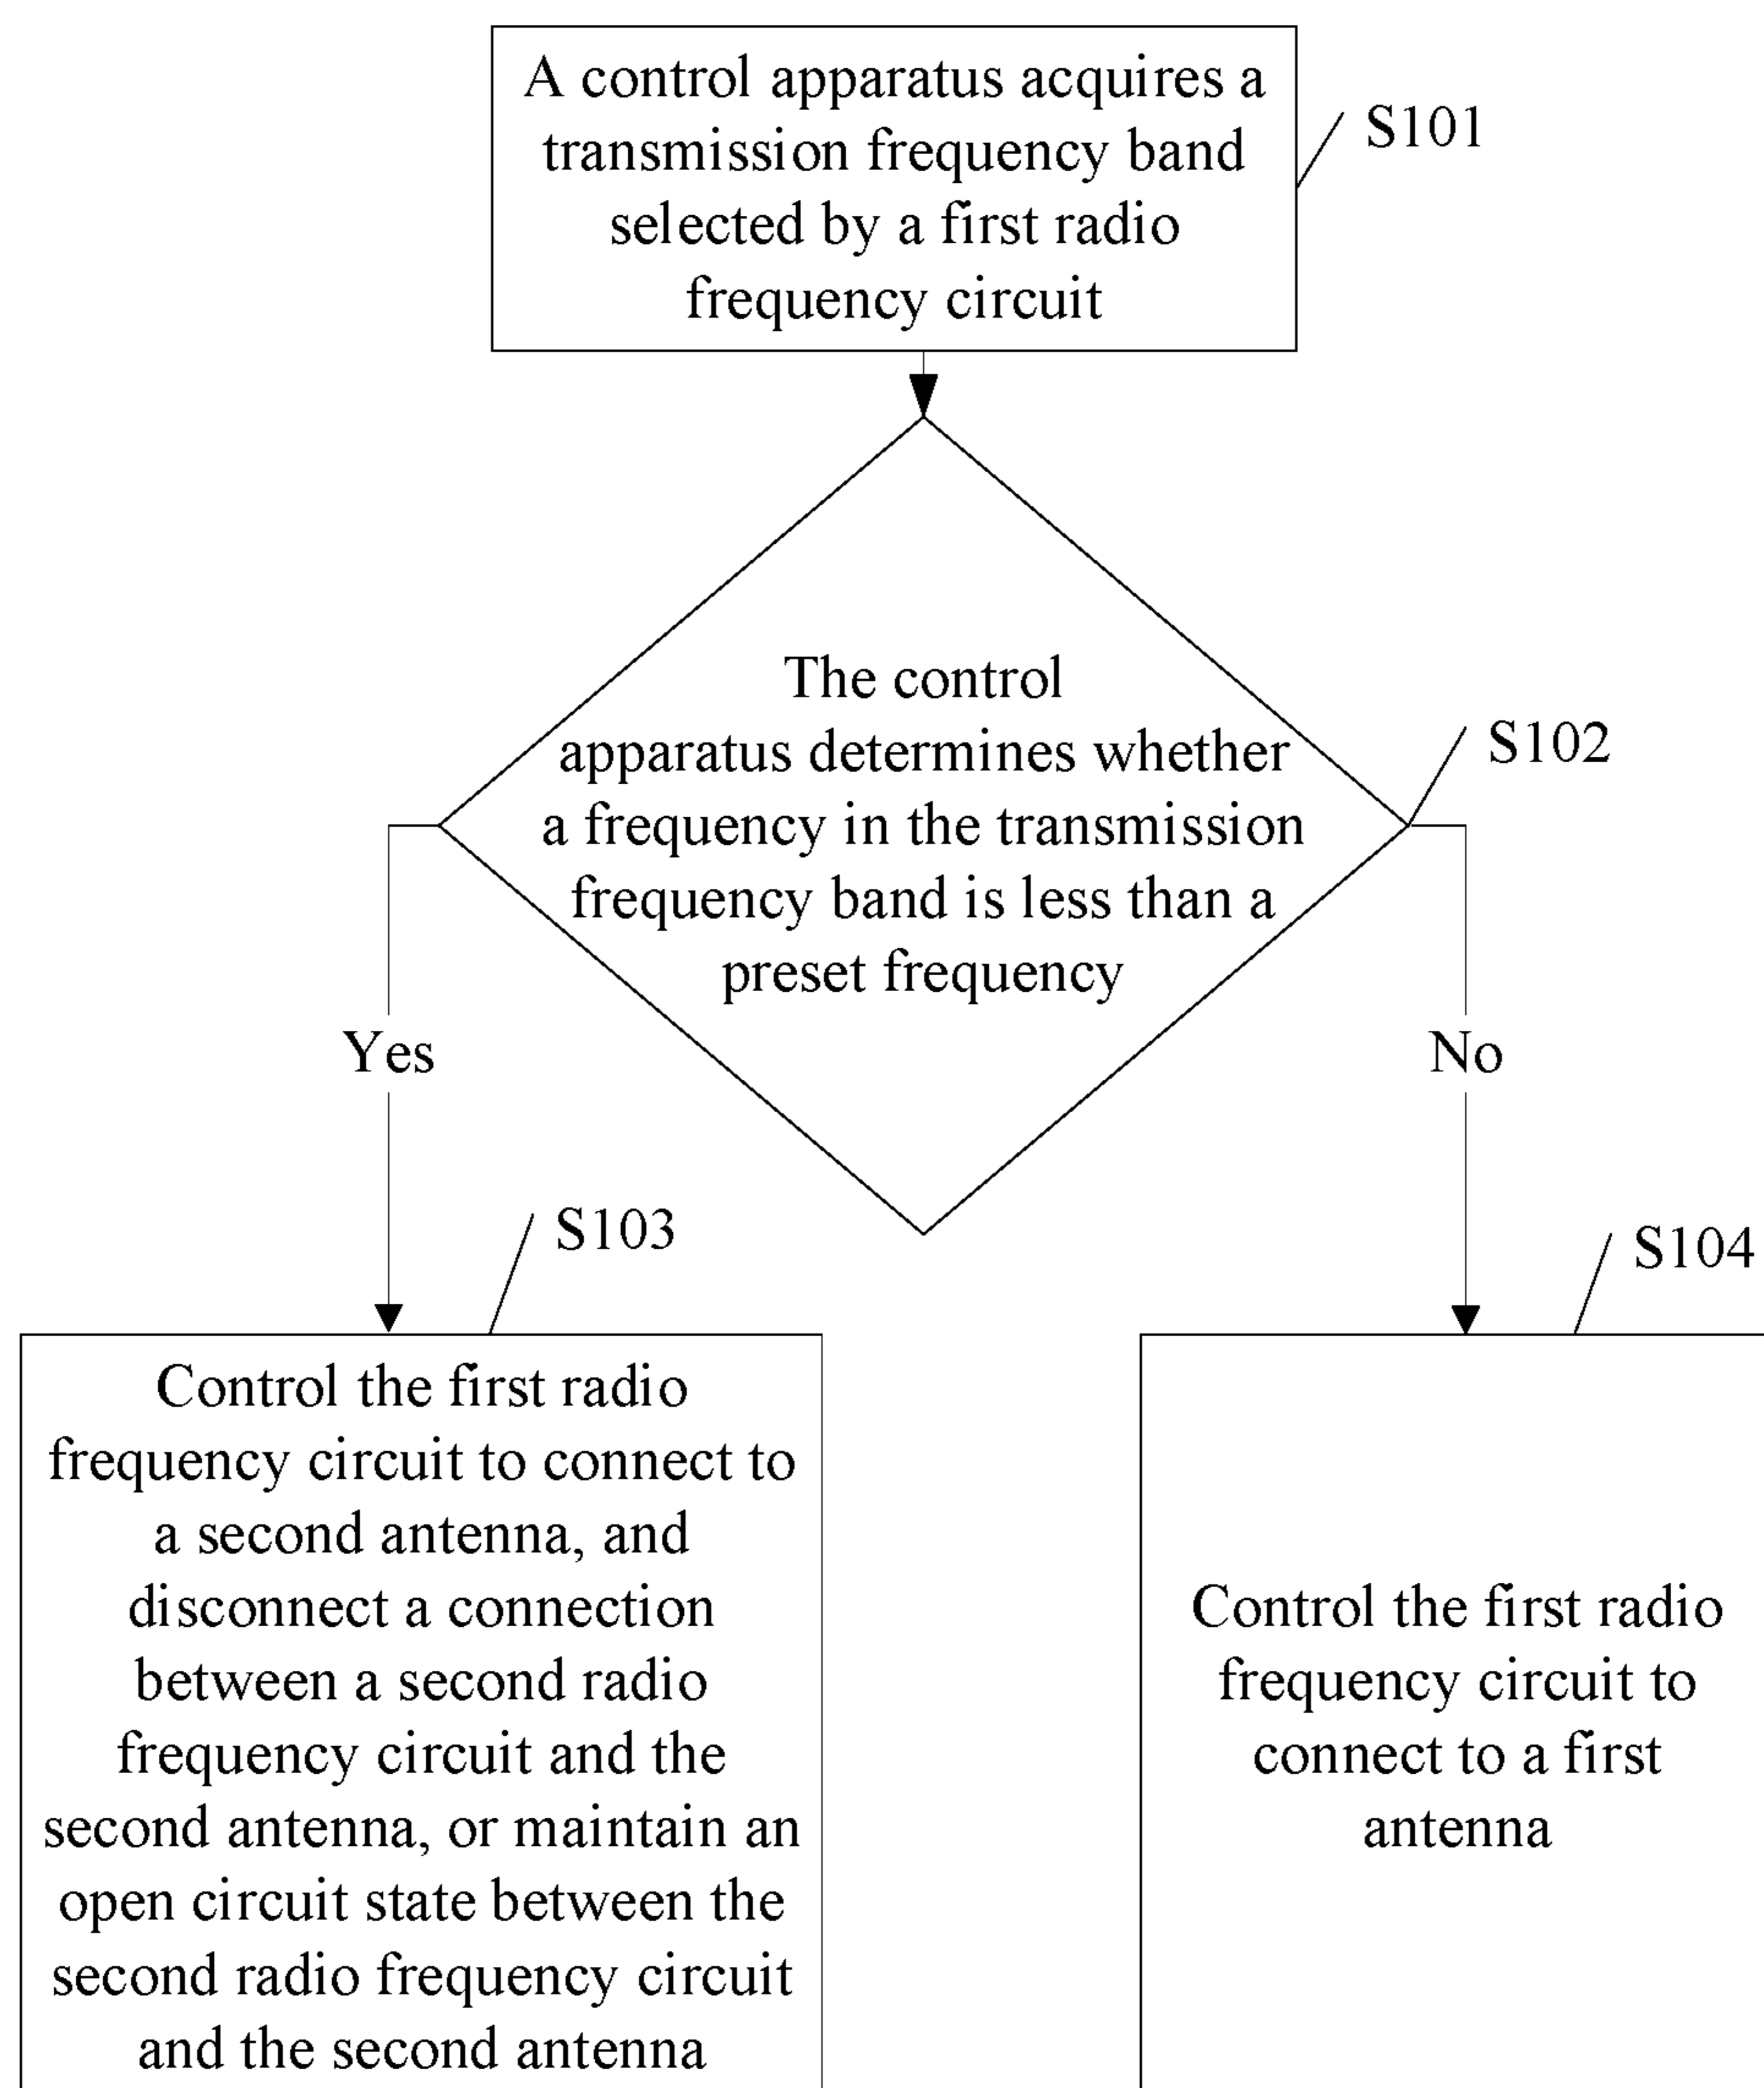 A control apparatus acquires a
transmission frequency band
selected by a first radio
frequency circuit
S101
The control
apparatus determines whether
a frequency in the transmission
frequency band is less than a
preset frequency
S102
Yes
No
S103
S104
Control the first radio
frequency circuit to connect to
a second antenna, and
disconnect a connection
between a second radio
frequency circuit and the
second antenna, or maintain an
open circuit state between the
second radio frequency circuit
and the second antenna
Control the first radio
frequency circuit to
connect to a first
antenna